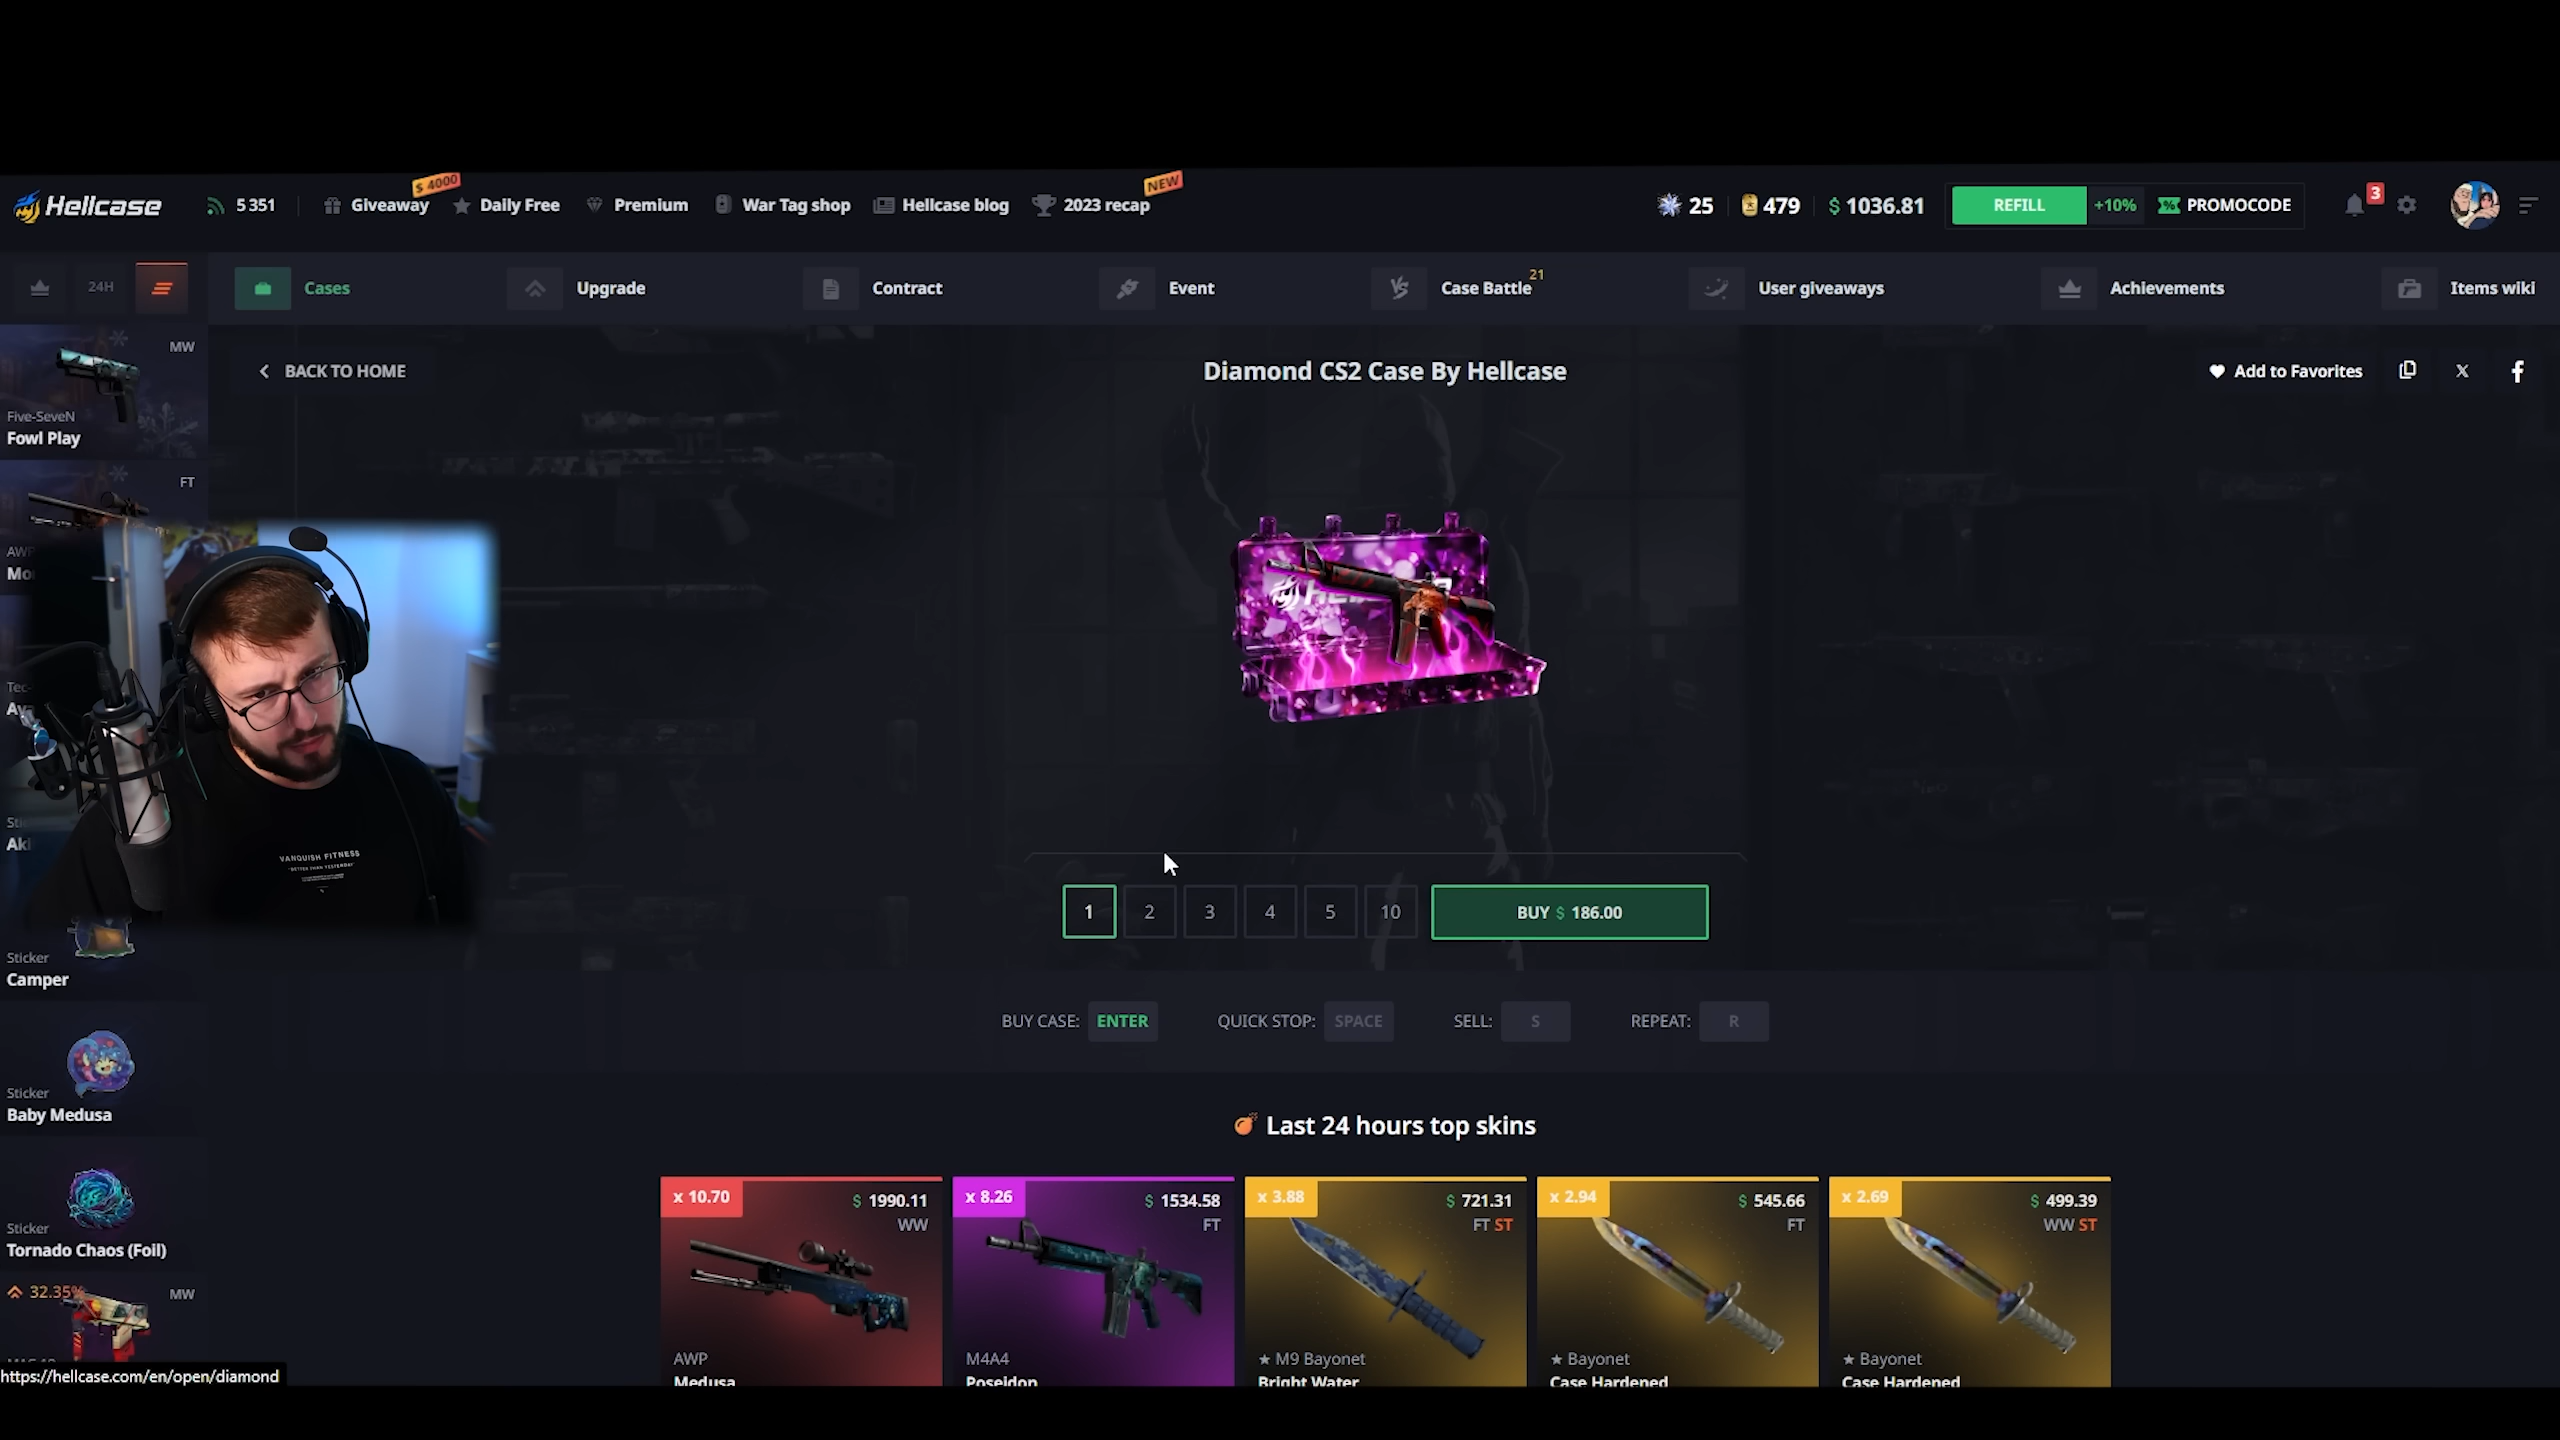 Hellcase
5 351
Giveaway
$ 4000
Daily Free
Premium
War Tag shop
Hellcase blog
2023 recap
NEW
25
479
$ 1036.81
REFILL
+10%
PROMOCODE
3
24H
Cases
Upgrade
Contract
Event
Case Battle
21
User giveaways
Achievements
Items wiki
BACK TO HOME
Diamond CS2 Case By Hellcase
Add to Favorites
MW
Five-SeveN
Fowl Play
FT
VANQUISH FITNESS
"BETTER THAN YESTERDAY"
1
2
3
4
5
10
BUY $ 186.00
Sticker
Camper
BUY CASE: ENTER
QUICK STOP: SPACE
SELL: S
REPEAT: R
Sticker
Baby Medusa
Last 24 hours top skins
Sticker
Tornado Chaos (Foil)
32.35%
MW
x 10.70
$ 1990.11
WW
AWP
Medusa
x 8.26
$ 1534.58
FT
M4A4
Poseidon
x 3.88
$ 721.31
FT ST
★ M9 Bayonet
Bright Water
x 2.94
$ 545.66
FT
★ Bayonet
Case Hardened
x 2.69
$ 499.39
WW ST
★ Bayonet
Case Hardened
https://hellcase.com/en/open/diamond